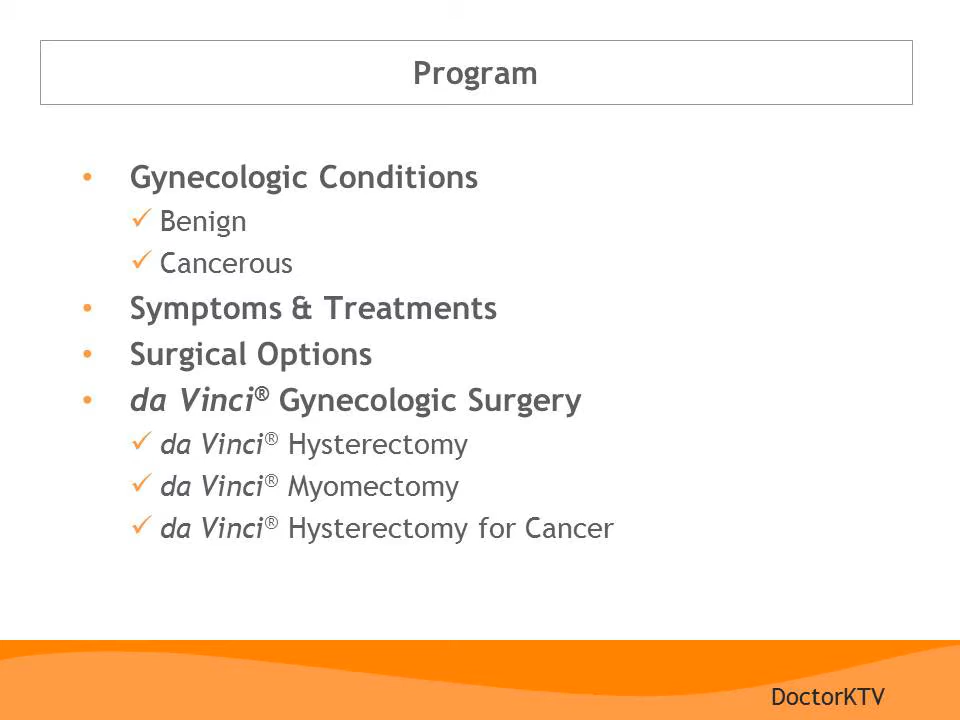 Program
• Gynecologic Conditions
✓ Benign
✓ Cancerous
• Symptoms & Treatments
• Surgical Options
• da Vinci® Gynecologic Surgery
✓ da Vinci® Hysterectomy
✓ da Vinci® Myomectomy
✓ da Vinci® Hysterectomy for Cancer
DoctorKTV